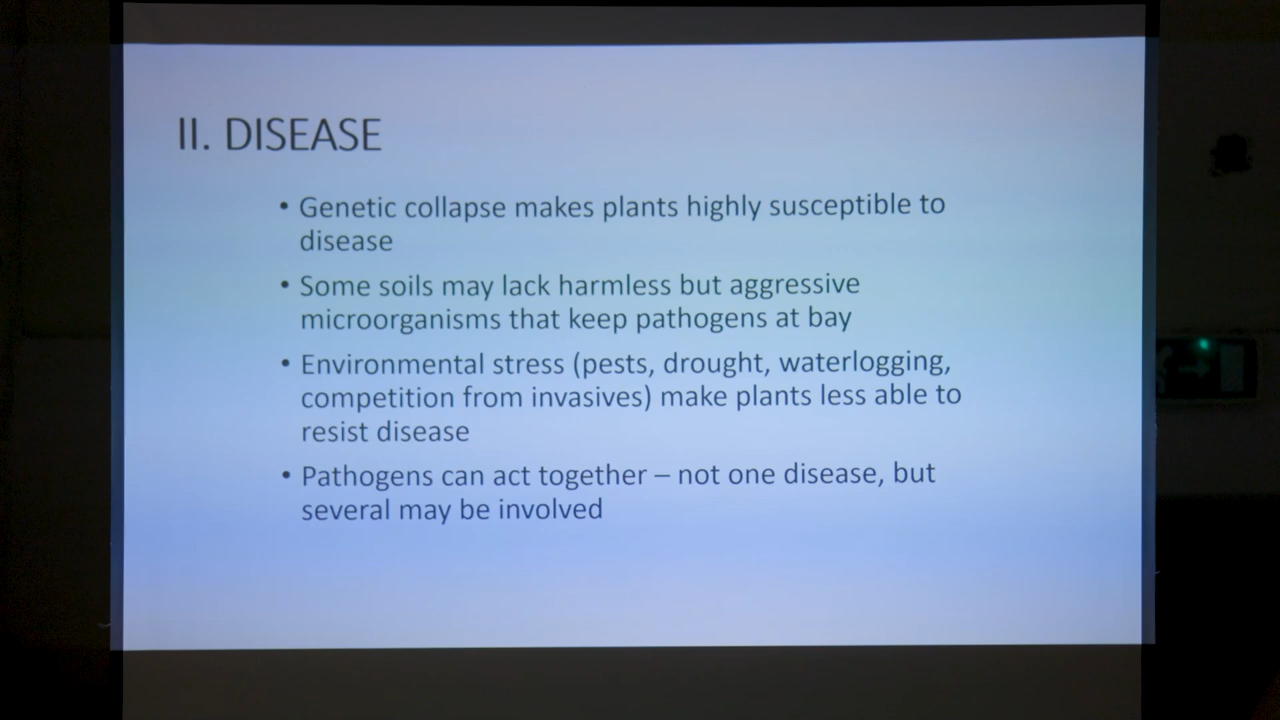 II. DISEASE
• Genetic collapse makes plants highly susceptible to
disease
• Some soils may lack harmless but aggressive
microorganisms that keep pathogens at bay
• Environmental stress (pests, drought, waterlogging,
competition from invasives) make plants less able to
resist disease
• Pathogens can act together – not one disease, but
several may be involved